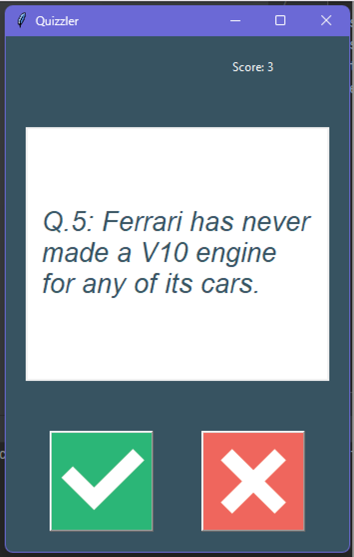 Quizzler
Score: 3
Q.5: Ferrari has never
made a V10 engine
for any of its cars.